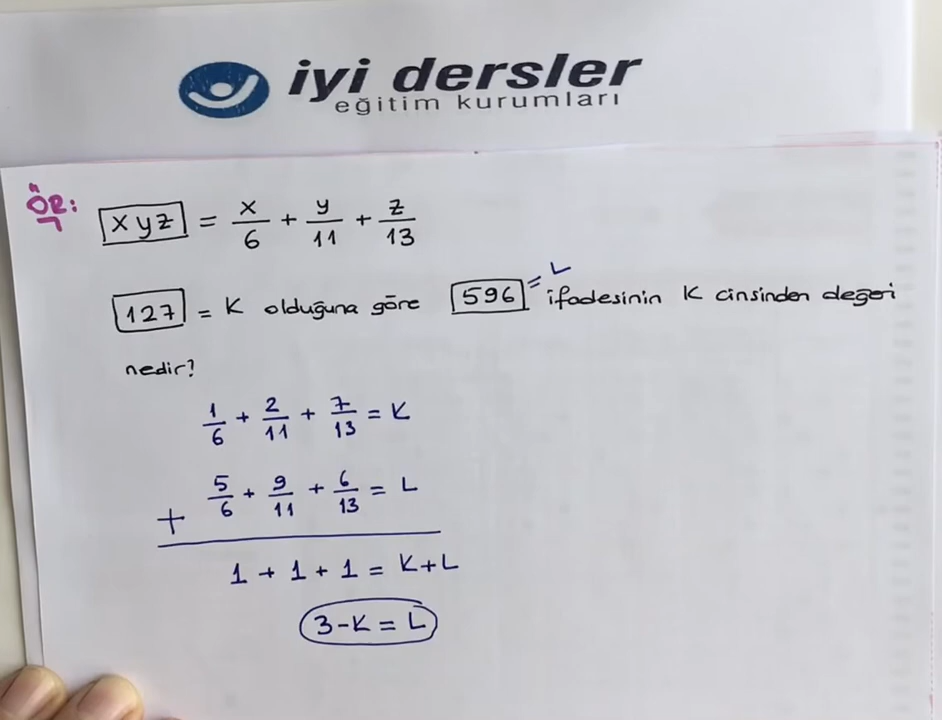 iyi dersler
eğitim kurumları
ÖR: [xyz] = x/6 + y/11 + z/13
[127] = K olduğuna göre [596] = L ifadesinin K cinsinden değeri
nedir?
1/6 + 2/11 + 7/13 = K
+ 5/6 + 9/11 + 6/13 = L
1 + 1 + 1 = K+L
3-K = L